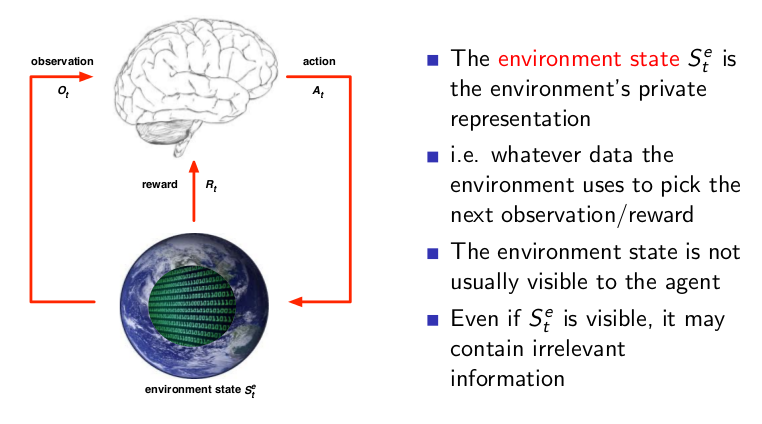 observation
O_t
action
A_t
reward R_t
environment state S_t^e
■ The environment state S_t^e is
the environment's private
representation
■ i.e. whatever data the
environment uses to pick the
next observation/reward
■ The environment state is not
usually visible to the agent
■ Even if S_t^e is visible, it may
contain irrelevant
information